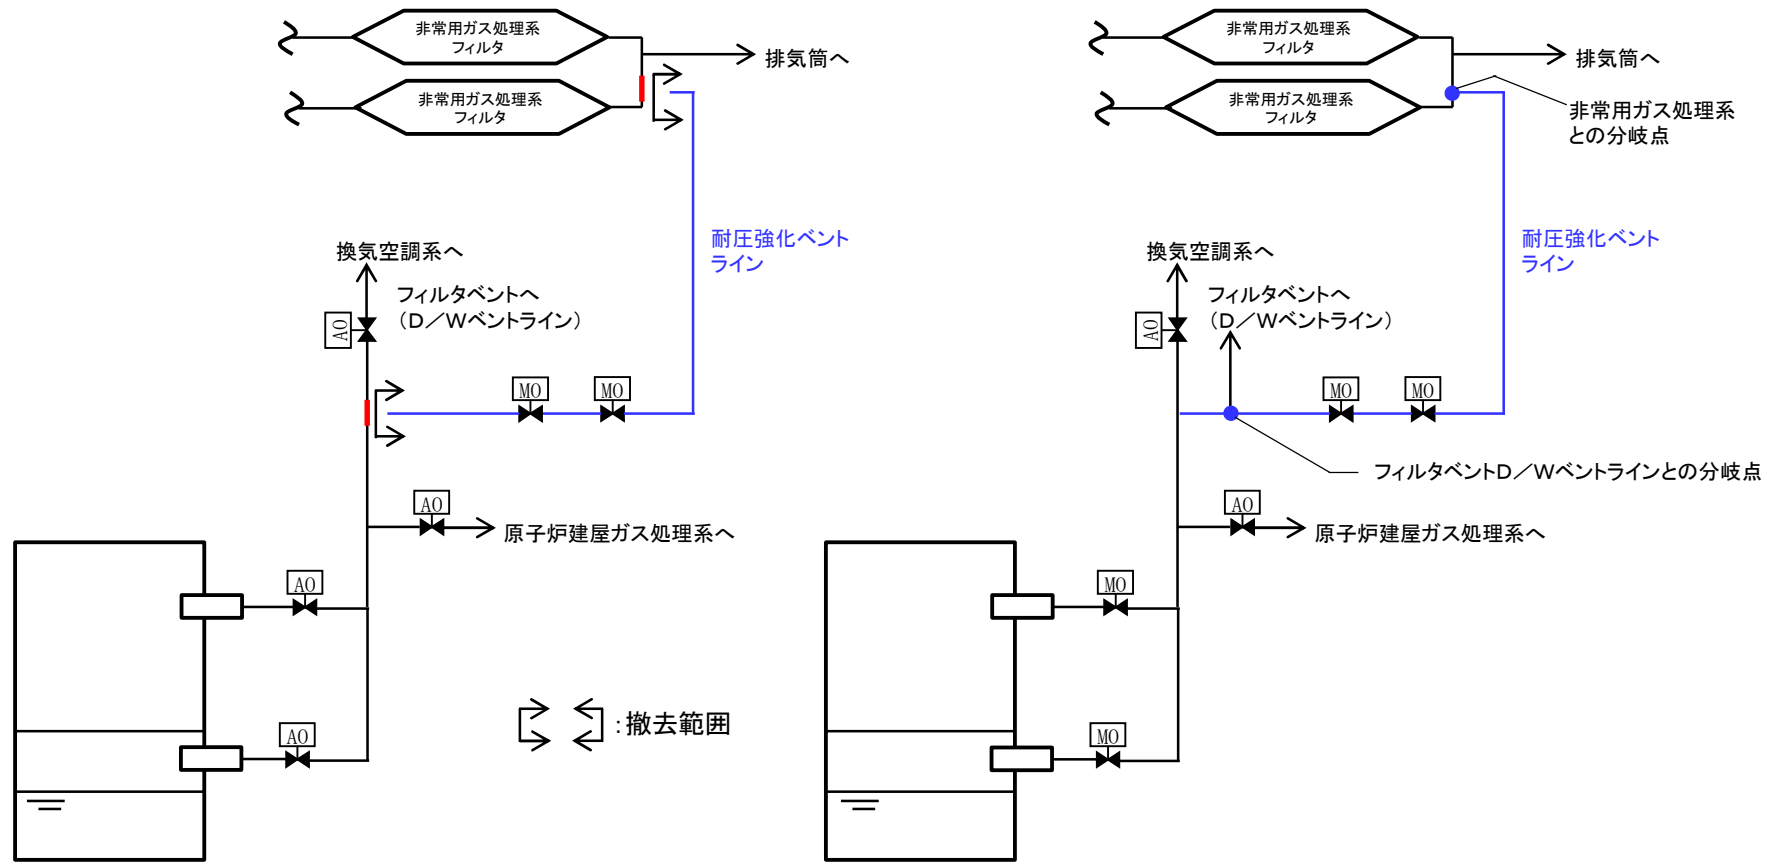 非常用ガス処理系
フィルタ
排気筒へ
非常用ガス処理系
フィルタ
耐圧強化ベント
ライン
換気空調系へ
フィルタベントへ
（Ｄ／Ｗベントライン）
AO
MO
MO
AO
原子炉建屋ガス処理系へ
AO
AO
：撤去範囲
非常用ガス処理系
フィルタ
排気筒へ
非常用ガス処理系
フィルタ
非常用ガス処理系
との分岐点
耐圧強化ベント
ライン
換気空調系へ
フィルタベントへ
（Ｄ／Ｗベントライン）
AO
MO
MO
フィルタベントＤ／Ｗベントラインとの分岐点
AO
原子炉建屋ガス処理系へ
MO
MO